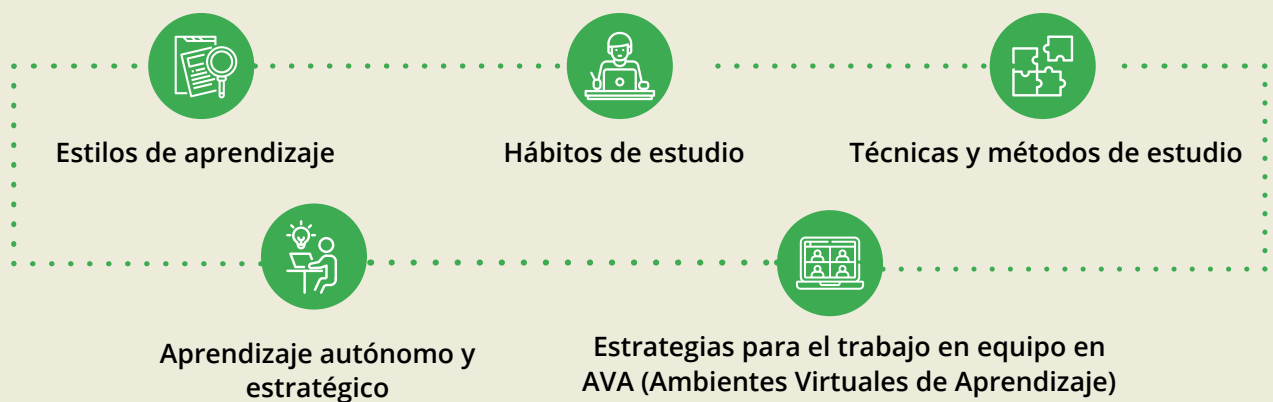 Estilos de aprendizaje
Hábitos de estudio
Técnicas y métodos de estudio
Aprendizaje autónomo y
estratégico
Estrategias para el trabajo en equipo en
AVA (Ambientes Virtuales de Aprendizaje)